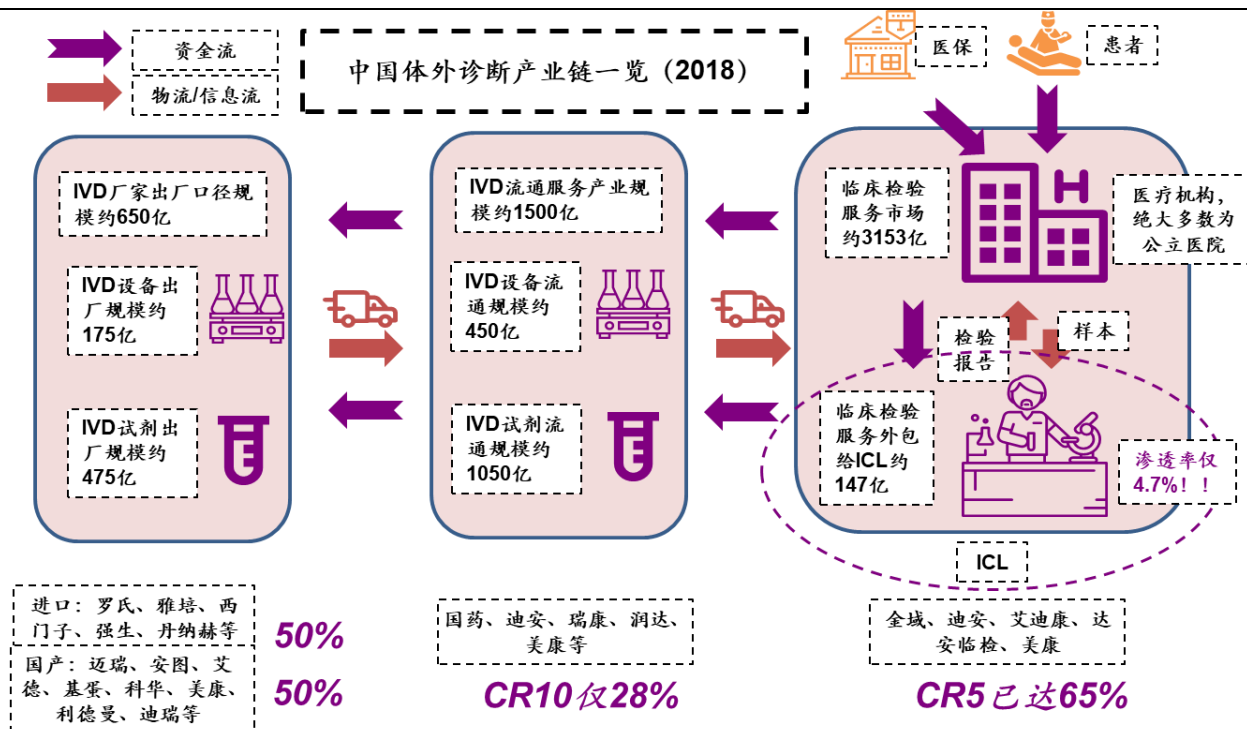 资金流
物流/信息流
中国体外诊断产业链一览（2018）
医保
患者
IVD厂家出厂口径规
模约650亿
IVD设备出
厂规模约
175亿
IVD试剂出
厂规模约
475亿
IVD流通服务产业规
模约1500亿
IVD设备流
通规模约
450亿
IVD试剂流
通规模约
1050亿
临床检验
服务市场
约3153亿
医疗机构，
绝大多数为
公立医院
检验
报告
样本
临床检验
服务外包
给ICL约
147亿
渗透率仅
4.7%！！
ICL
进口：罗氏、雅培、西
门子、强生、丹纳赫等
50%
国产：迈瑞、安图、艾
德、基蛋、科华、美康、
利德曼、迪瑞等
50%
国药、迪安、瑞康、润达、
美康等
CR10仅28%
金域、迪安、艾迪康、达
安临检、美康
CR5已达65%